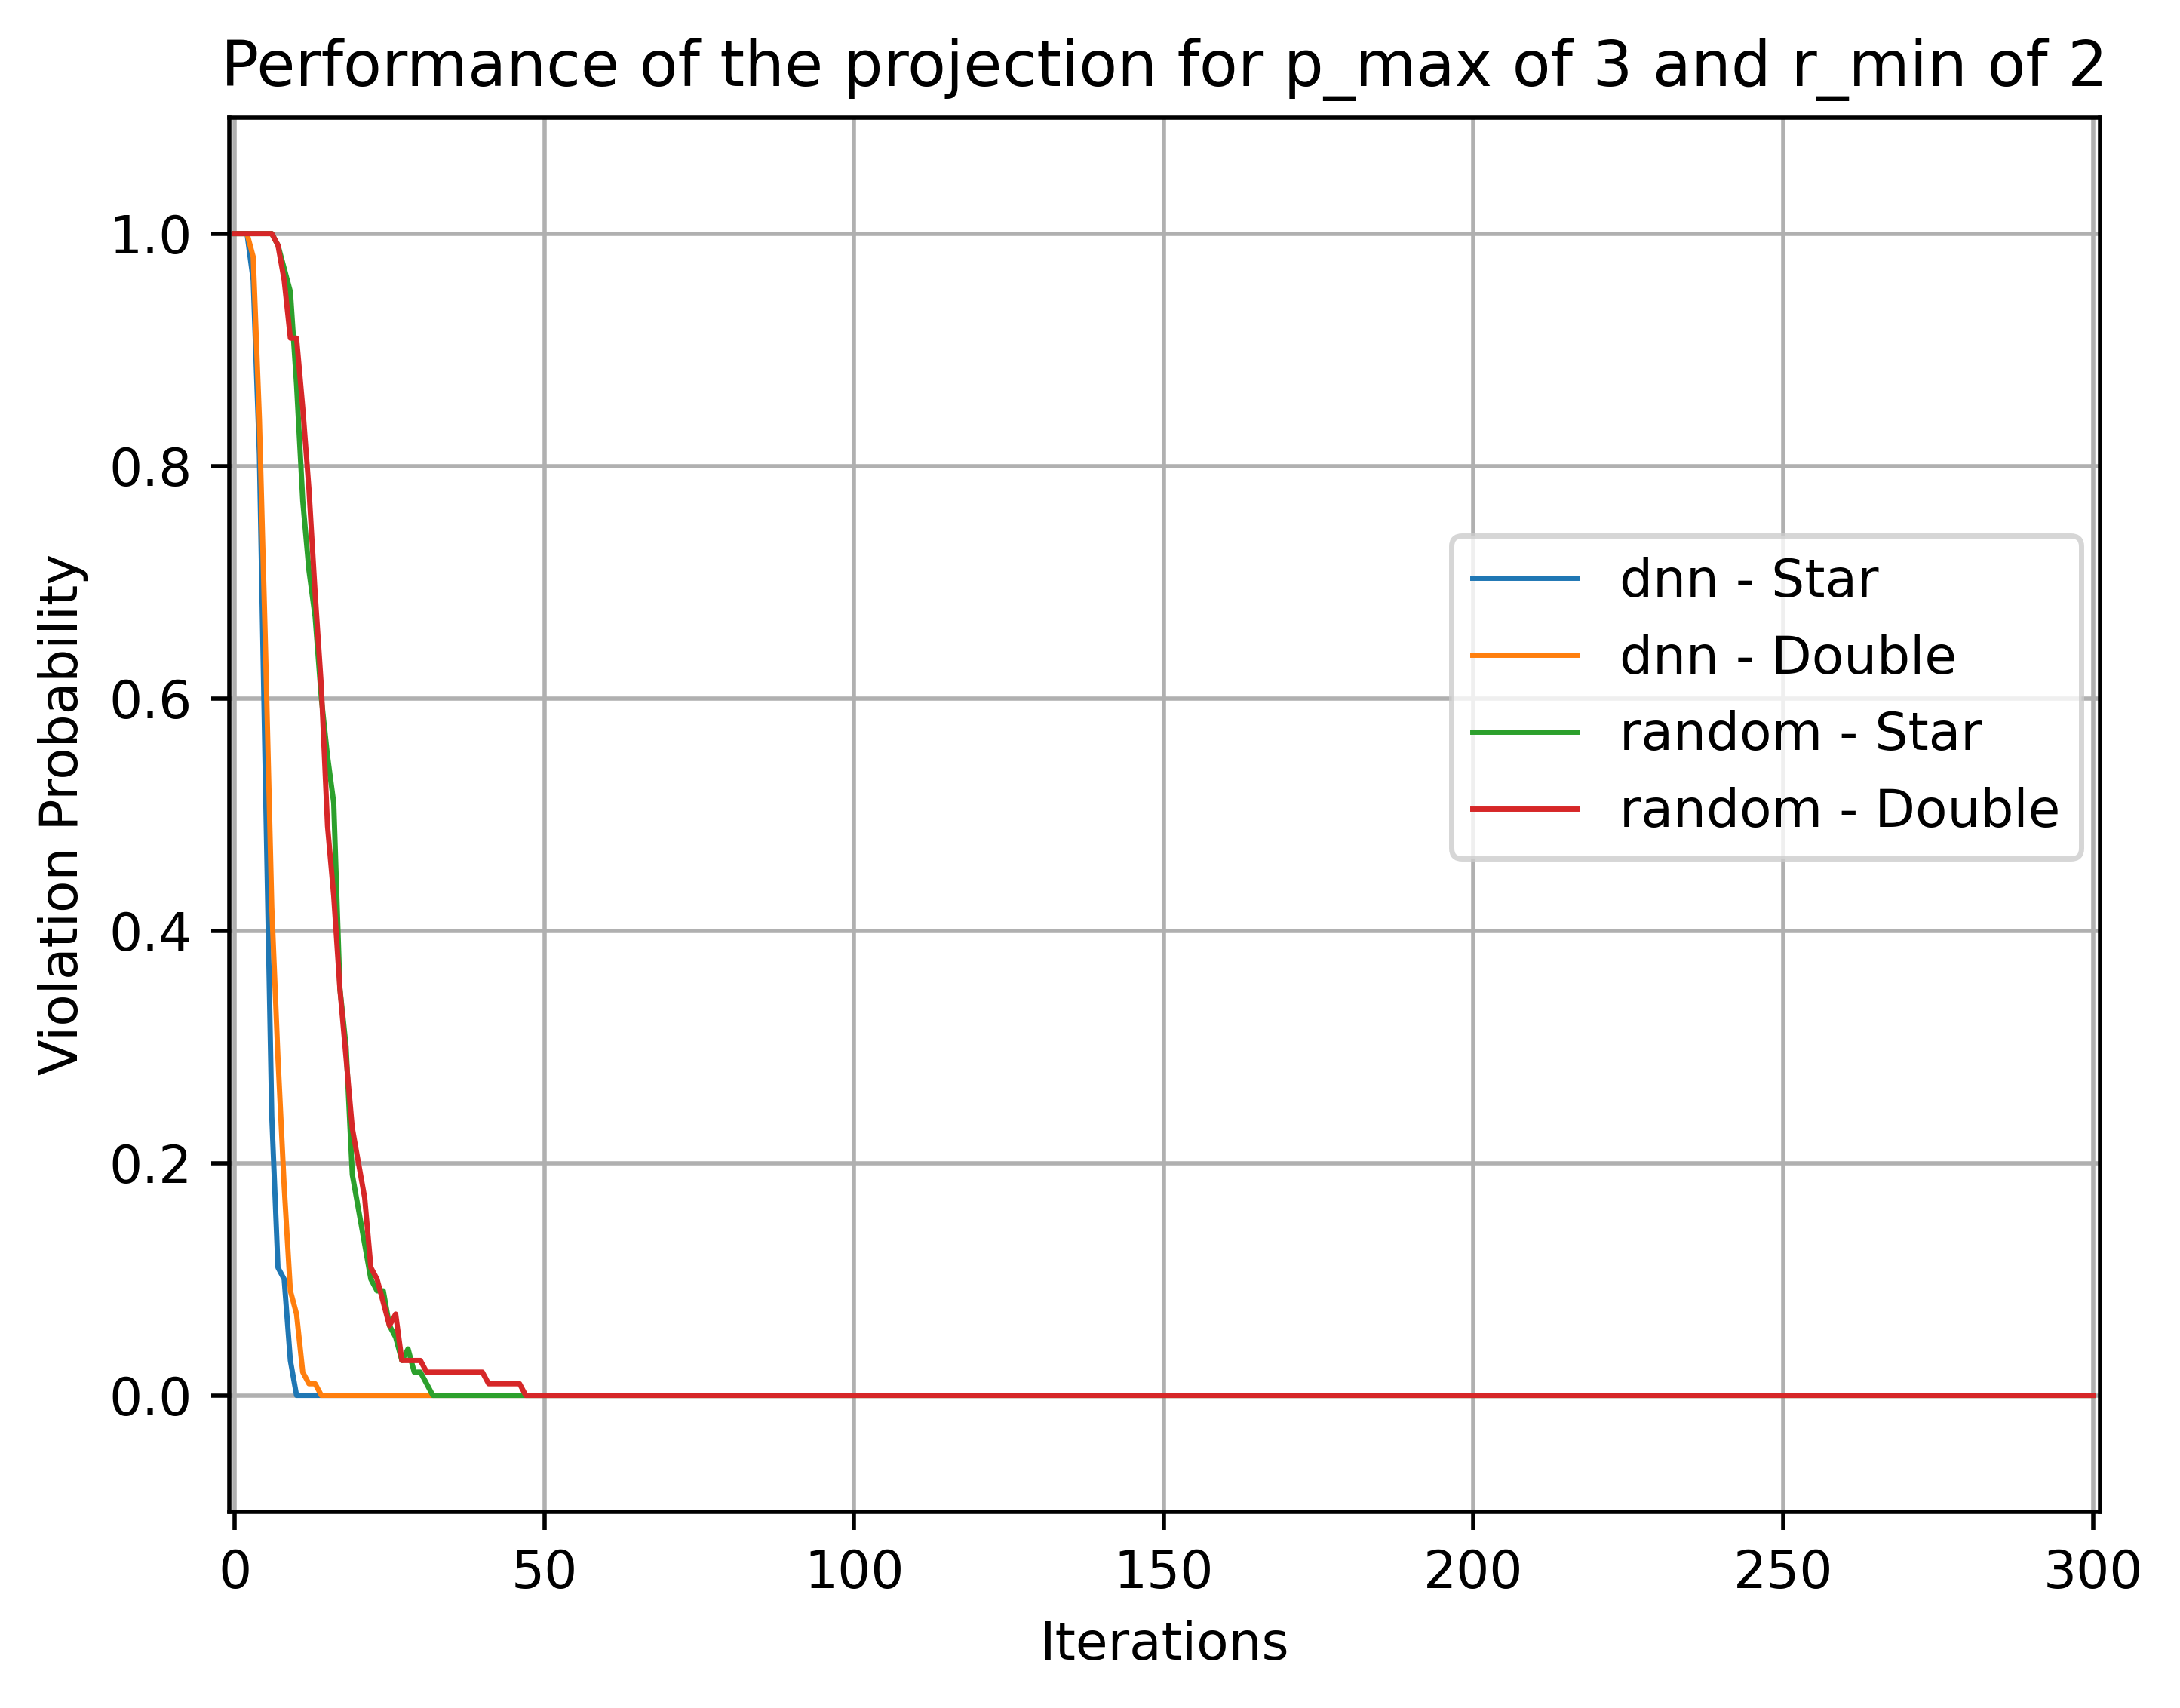 Performance of the projection for p_max of 3 and r_min of 2
Violation Probability
1.0
0.8
0.6
0.4
0.2
0.0
dnn - Star
dnn - Double
random - Star
random - Double
0 50 100 150 200 250 300
Iterations